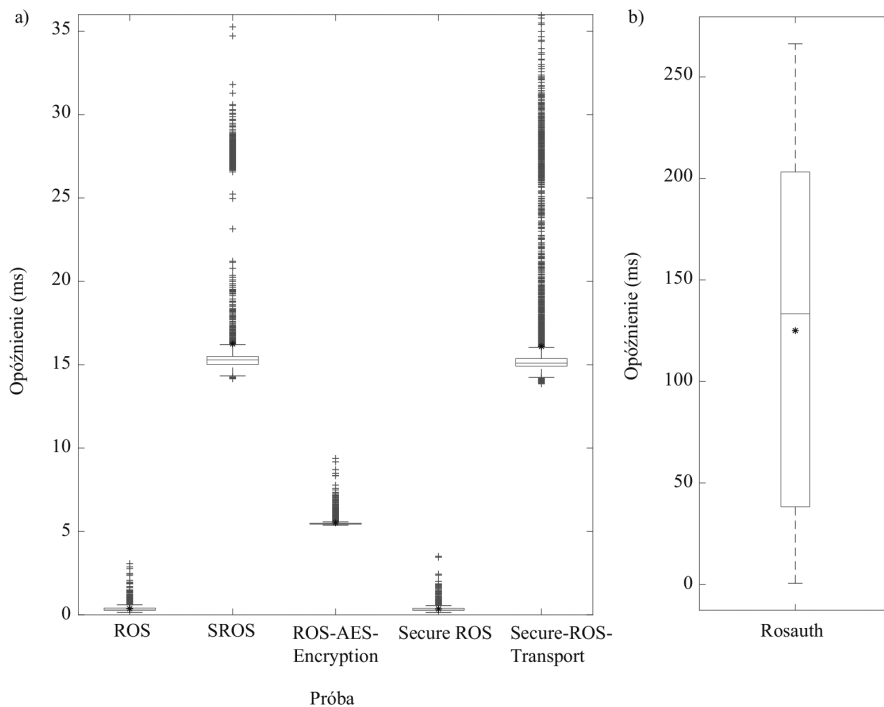 a)
35
30
25
20
15
10
5
0
Opóźnienie (ms)
ROS
SROS
ROS-AES-
Encryption
Secure ROS
Secure-ROS-
Transport
Próba
b)
250
200
150
100
50
0
Opóźnienie (ms)
Rosauth